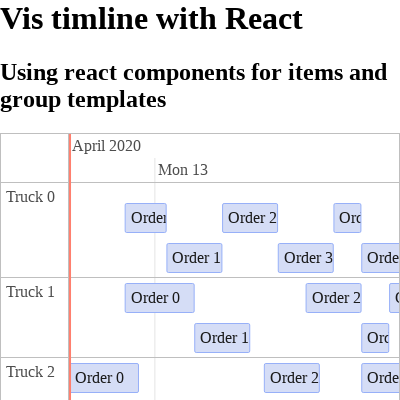 Vis timline with React
Using react components for items and
group templates
April 2020
Mon 13
Truck 0
Order Order 2 Ord
Order 1 Order 3 Orde
Truck 1
Order 0 Order 2
Order 1 Ord
Truck 2
Order 0 Order 2 Orde